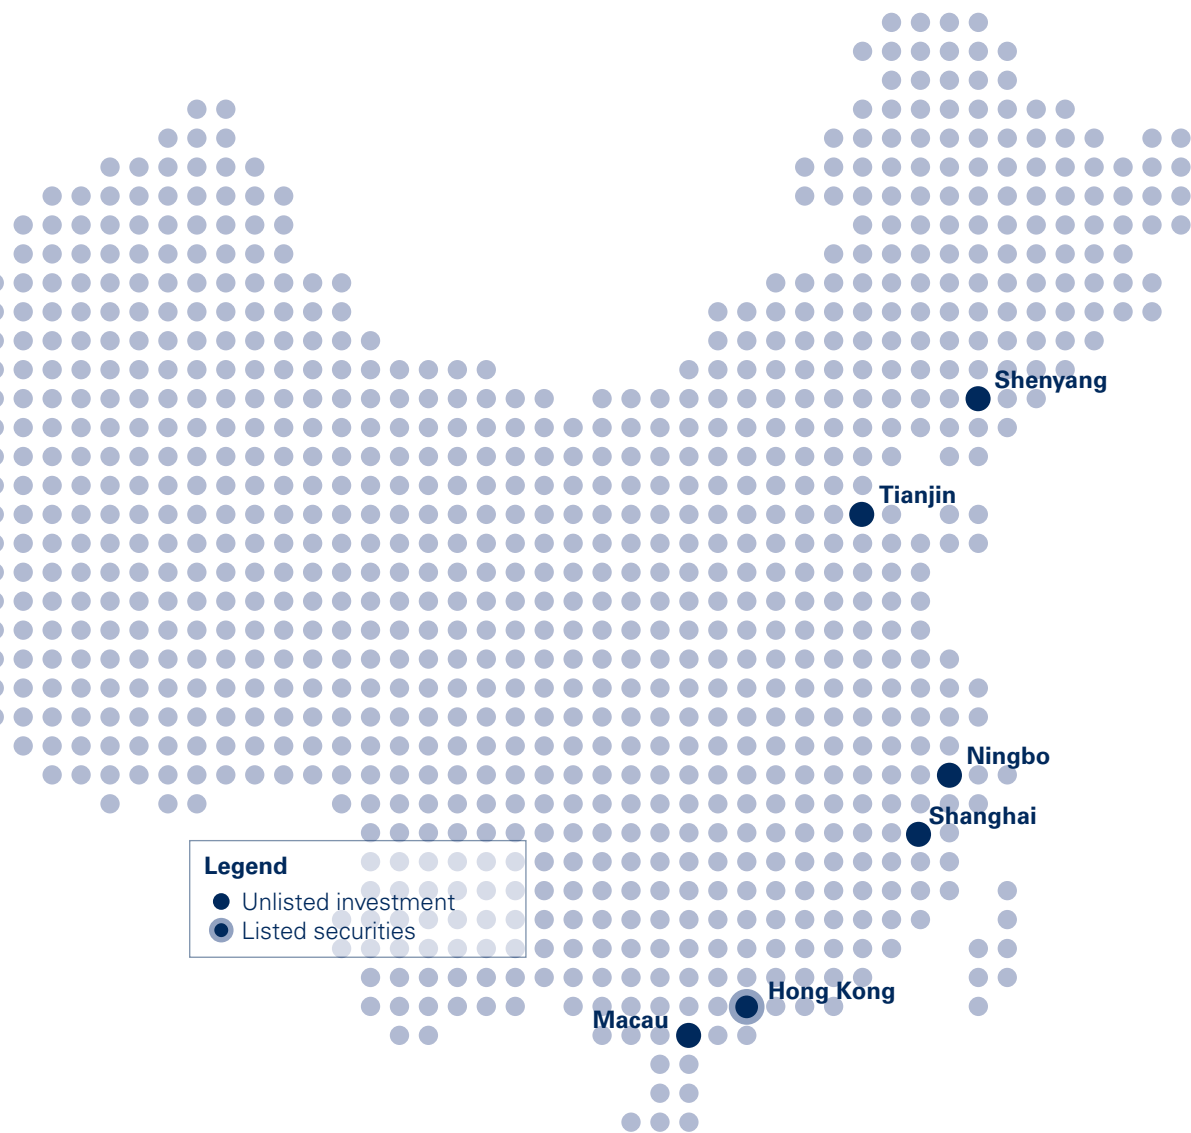 Shenyang
Tianjin
Ningbo
Shanghai
Legend
Unlisted investment
Listed securities
Hong Kong
Macau